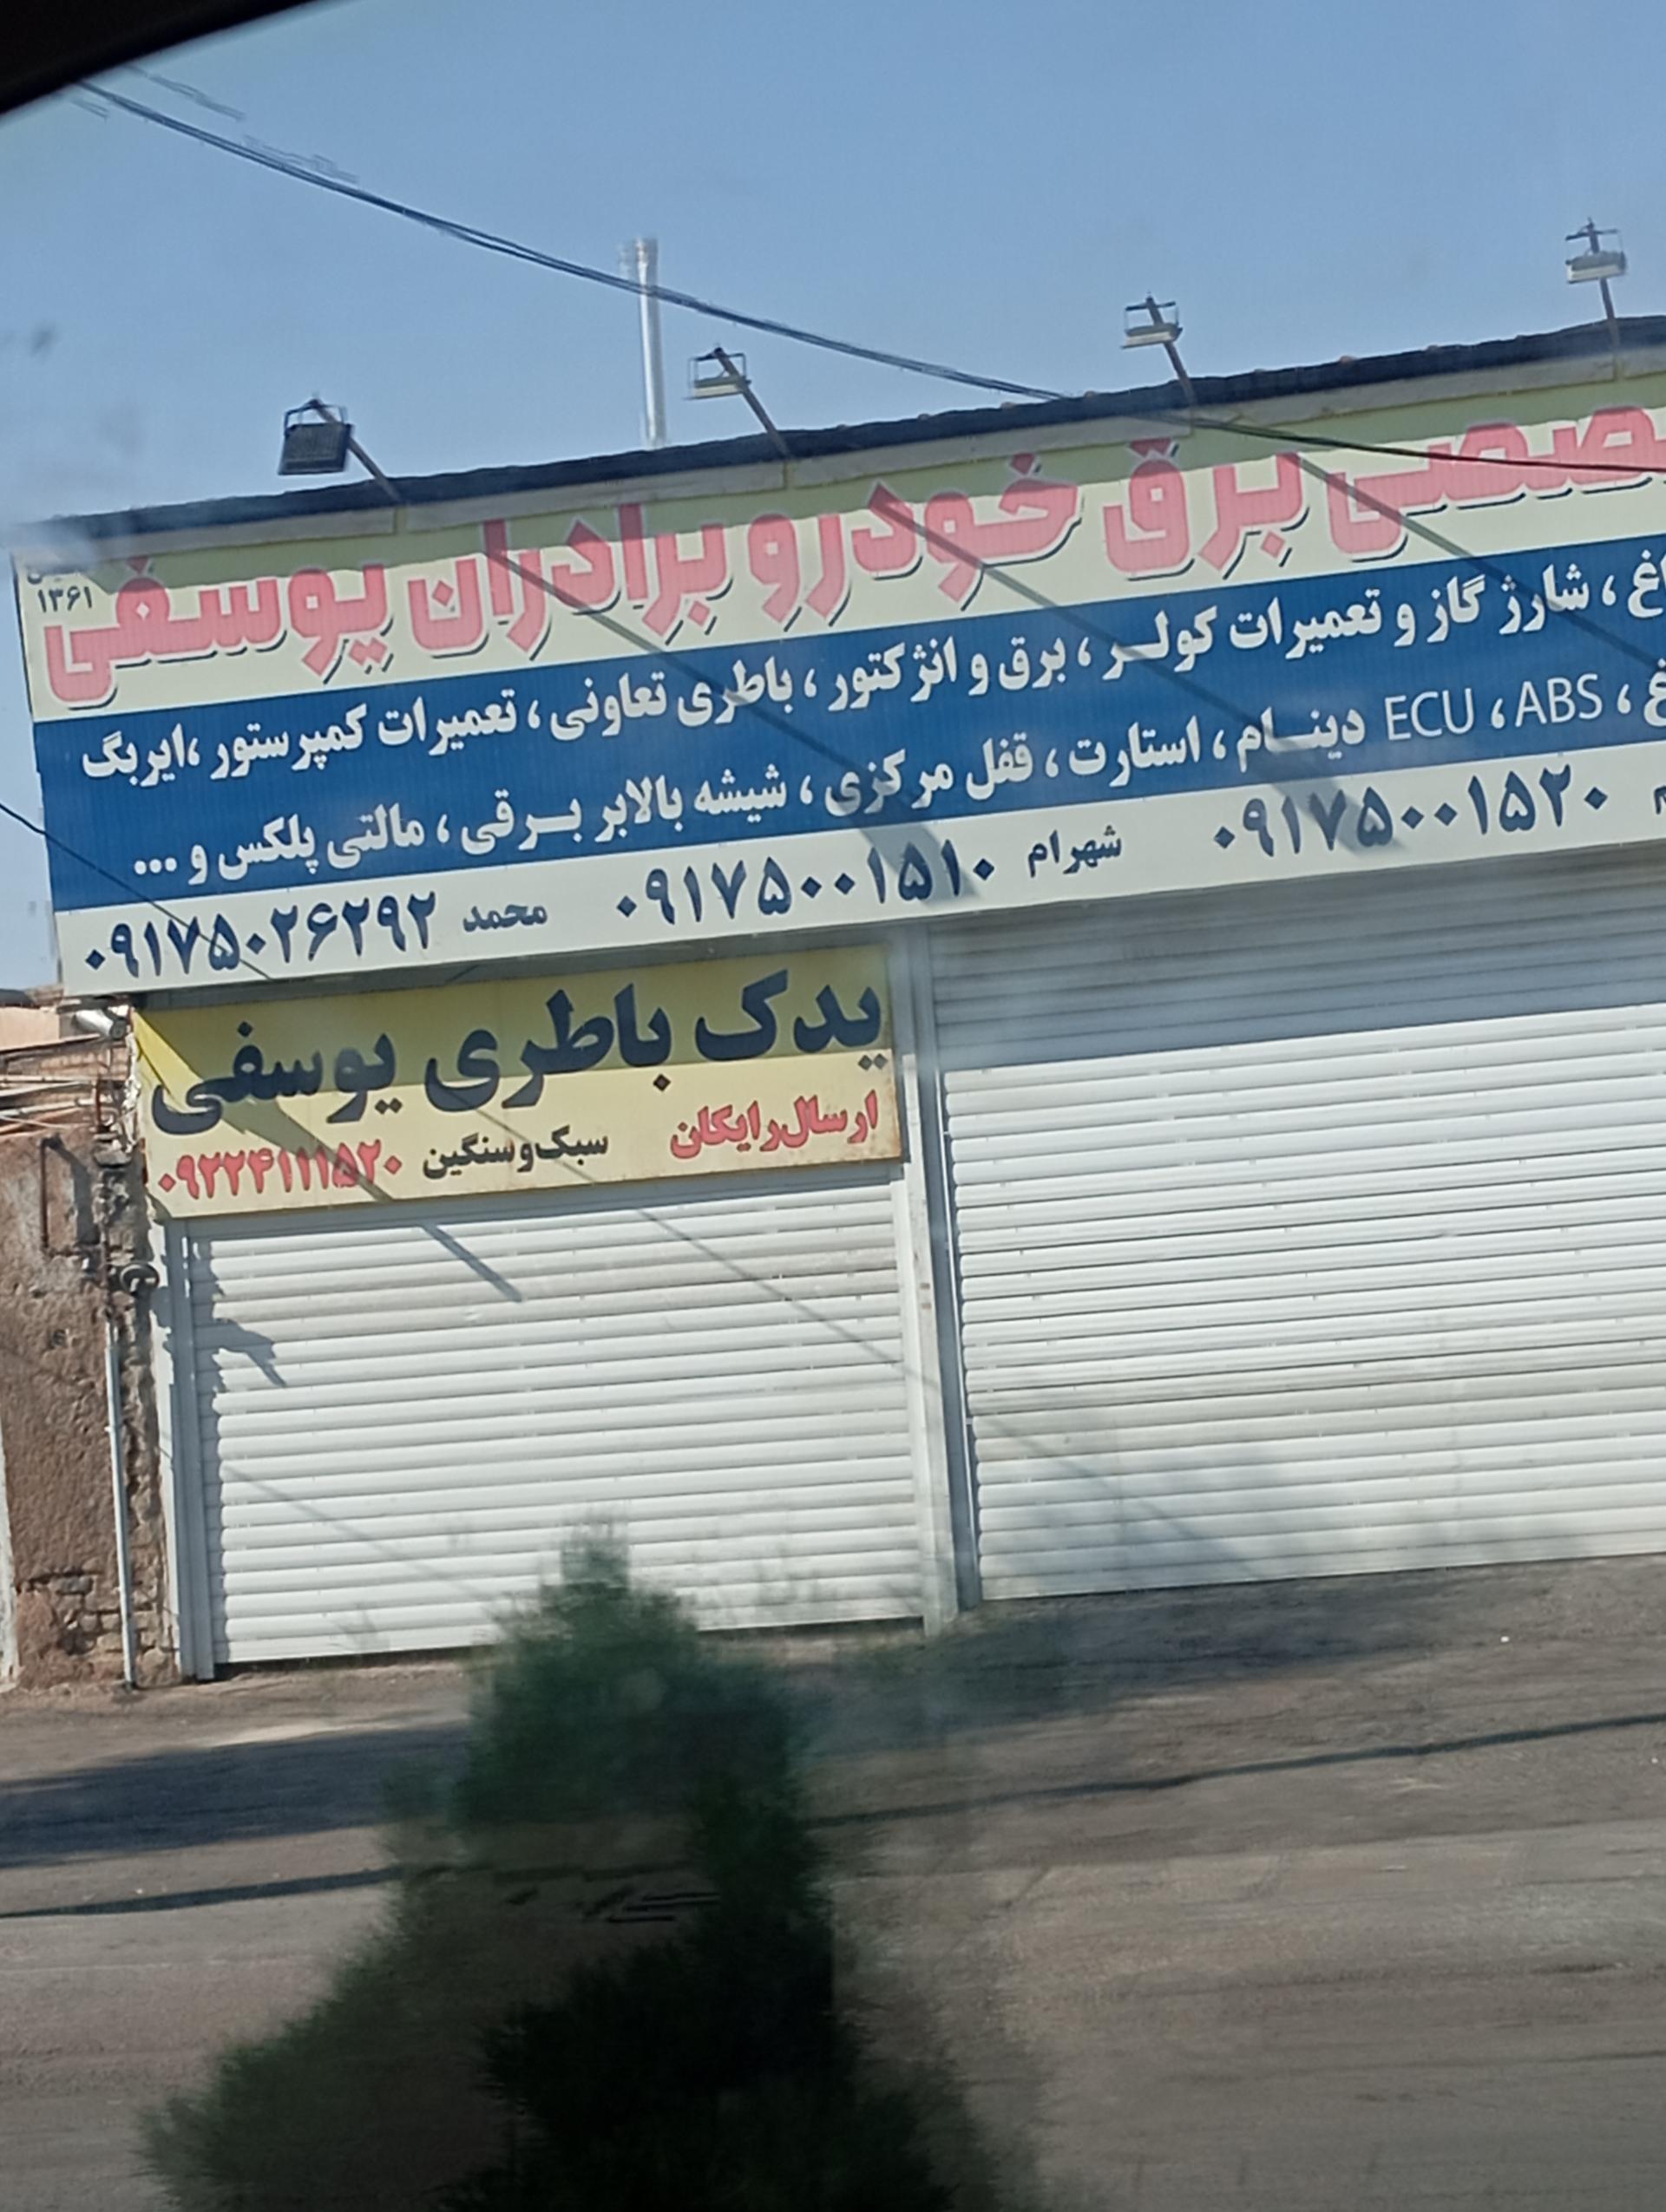 برق خودرو برادران یوسفی
۱۳۶۱
، شارژ گاز و تعمیرات کولر ، برق و انژکتور ، باطری تعاونی ، تعمیرات کمپرستور ،ایربگ
، ECU ، ABS دینام ، استارت ، قفل مرکزی ، شیشه بالابر برقی ، مالتی پلکس و ...
۰۹۱۷۵۰۰۱۵۲۰ شهرام ۰۹۱۷۵۰۰۱۵۱۰ محمد ۰۹۱۷۵۰۲۶۲۹۲
یدک باطری یوسفی
ارسال رایگان سبک و سنگین ۰۹۲۲۴۱۱۱۵۲۰